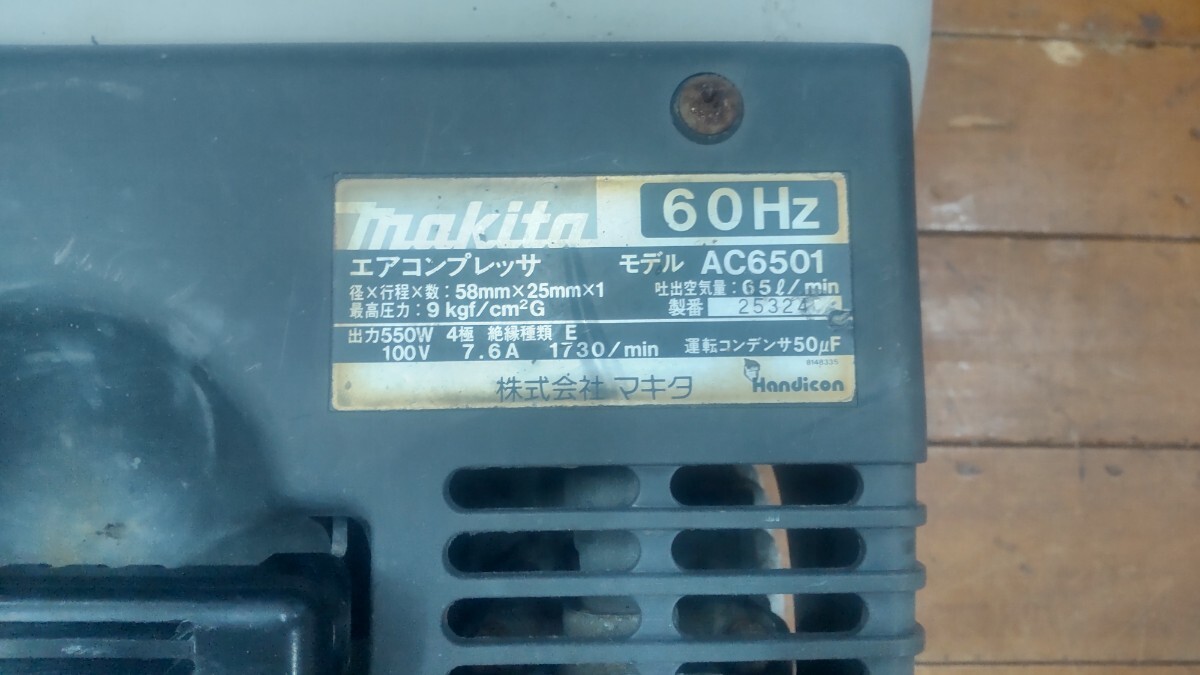 makita 60Hz
エアコンプレッサ モデル AC6501
径×行程×数:58mm×25mm×1 吐出空気量:65ℓ/min
最高圧力:9 kgf/cm²G 製番 25324
出力550W 4極 絶縁種類 E
100V 7.6A 1730/min 運転コンデンサ50μF
株式会社 マキタ Handicon